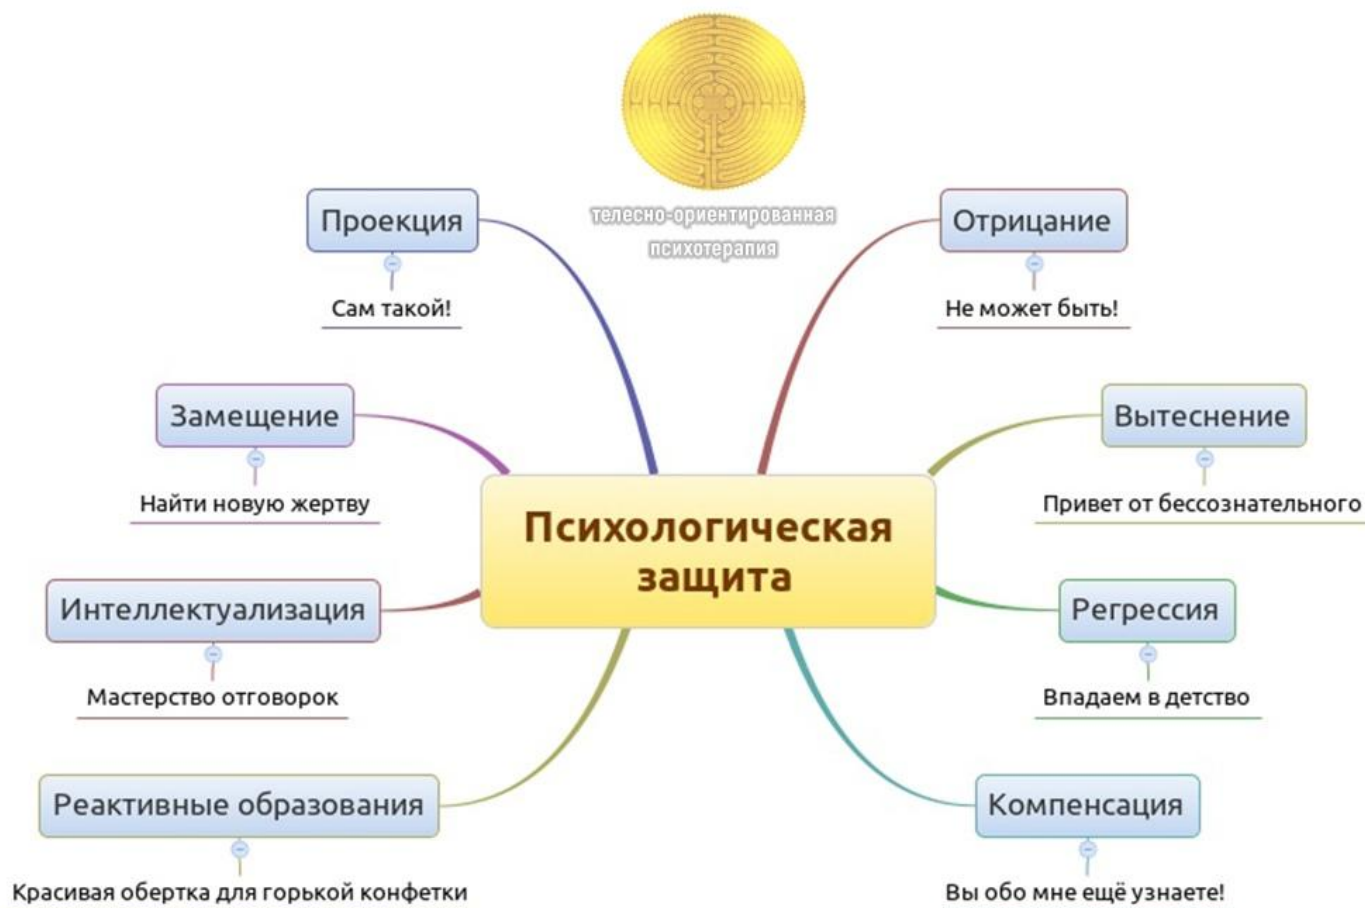 телесно-ориентированная
психотерапия
Проекция
Сам такой!
Отрицание
Не может быть!
Замещение
Найти новую жертву
Вытеснение
Привет от бессознательного
Психологическая
защита
Интеллектуализация
Мастерство отговорок
Регрессия
Впадаем в детство
Реактивные образования
Красивая обертка для горькой конфетки
Компенсация
Вы обо мне ещё узнаете!